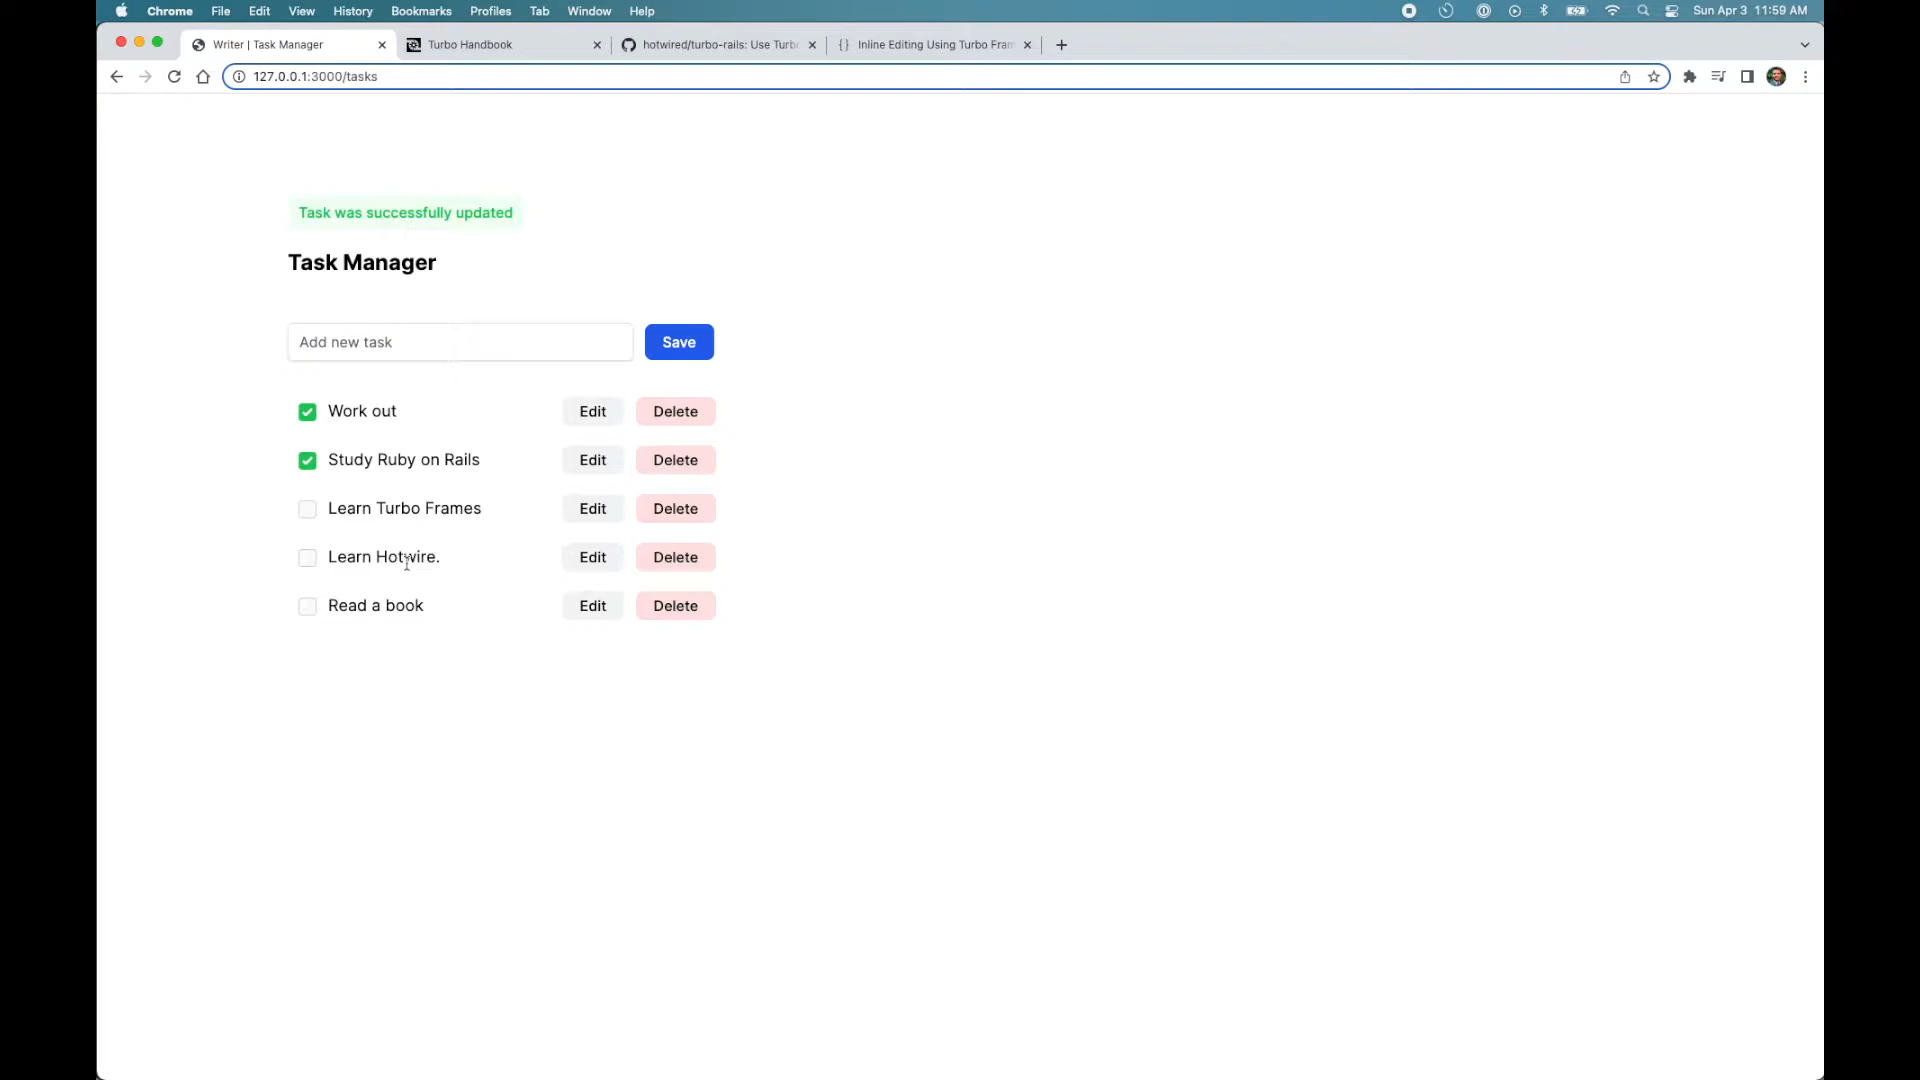 Chrome File Edit View History Bookmarks Profiles Tab Window Help Sun Apr 3 11:59 AM
Writer | Task Manager Turbo Handbook hotwired/turbo-rails: Use Turbo Inline Editing Using Turbo Fram
127.0.0.1:3000/tasks
Task was successfully updated
Task Manager
Add new task Save
Work out Edit Delete
Study Ruby on Rails Edit Delete
Learn Turbo Frames Edit Delete
Learn Hotwire. Edit Delete
Read a book Edit Delete